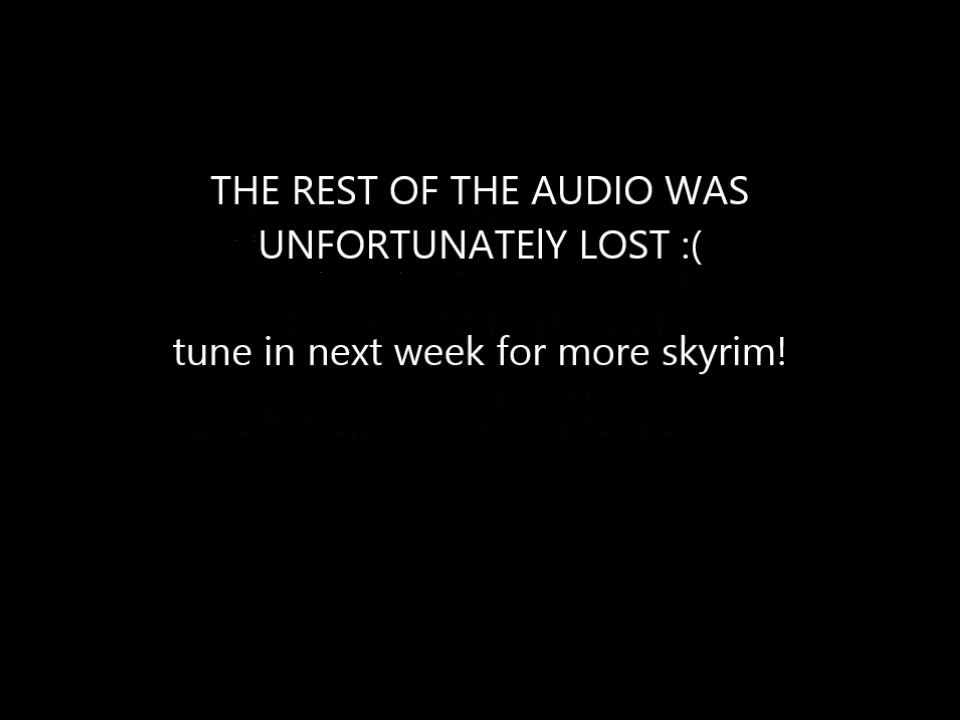 THE REST OF THE AUDIO WAS
UNFORTUNATElY LOST :(
tune in next week for more skyrim!